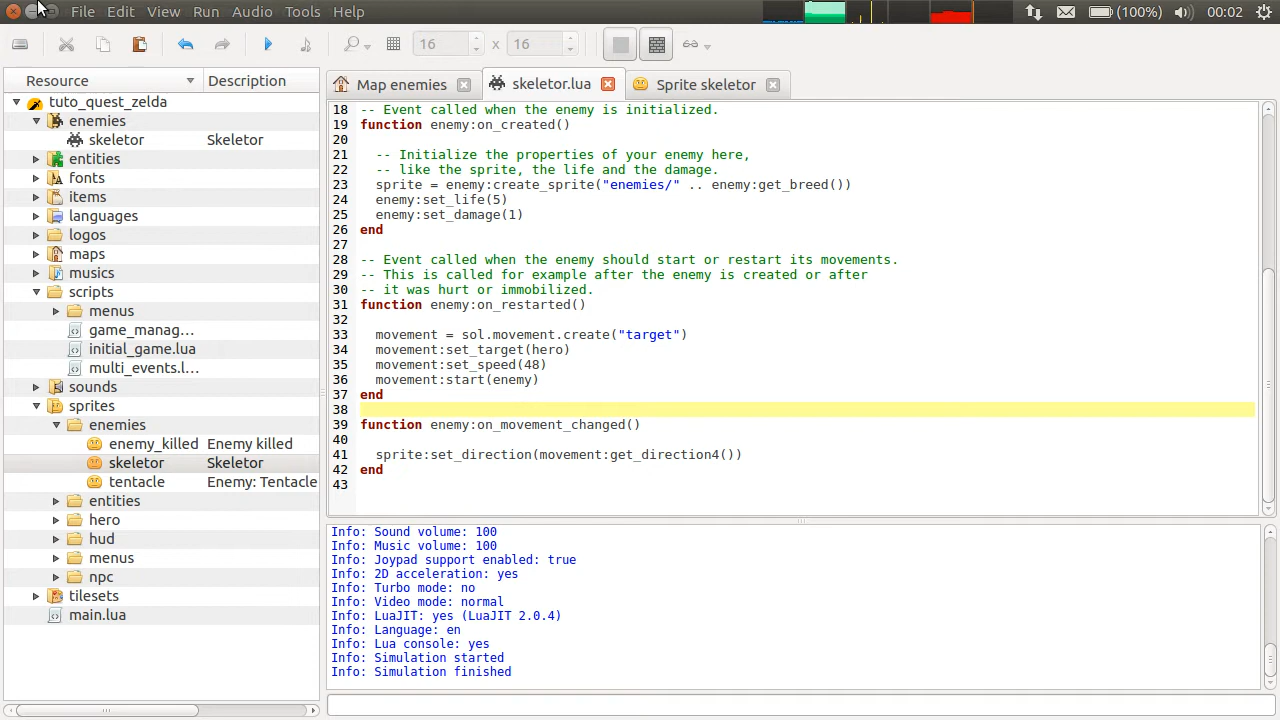 File Edit View Run Audio Tools Help (100%) 00:02
16 x 16
Resource Description
tuto_quest_zelda
enemies
skeletor Skeletor
entities
fonts
items
languages
logos
maps
musics
scripts
menus
game_manag...
initial_game.lua
multi_events.l...
sounds
sprites
enemies
enemy_killed Enemy killed
skeletor Skeletor
tentacle Enemy: Tentacle
entities
hero
hud
menus
npc
tilesets
main.lua
Map enemies skeletor.lua Sprite skeletor
18 -- Event called when the enemy is initialized.
19 function enemy:on_created()
20
21 -- Initialize the properties of your enemy here,
22 -- like the sprite, the life and the damage.
23 sprite = enemy:create_sprite("enemies/" .. enemy:get_breed())
24 enemy:set_life(5)
25 enemy:set_damage(1)
26 end
27
28 -- Event called when the enemy should start or restart its movements.
29 -- This is called for example after the enemy is created or after
30 -- it was hurt or immobilized.
31 function enemy:on_restarted()
32
33 movement = sol.movement.create("target")
34 movement:set_target(hero)
35 movement:set_speed(48)
36 movement:start(enemy)
37 end
38
39 function enemy:on_movement_changed()
40
41 sprite:set_direction(movement:get_direction4())
42 end
43
Info: Sound volume: 100
Info: Music volume: 100
Info: Joypad support enabled: true
Info: 2D acceleration: yes
Info: Turbo mode: no
Info: Video mode: normal
Info: LuaJIT: yes (LuaJIT 2.0.4)
Info: Language: en
Info: Lua console: yes
Info: Simulation started
Info: Simulation finished